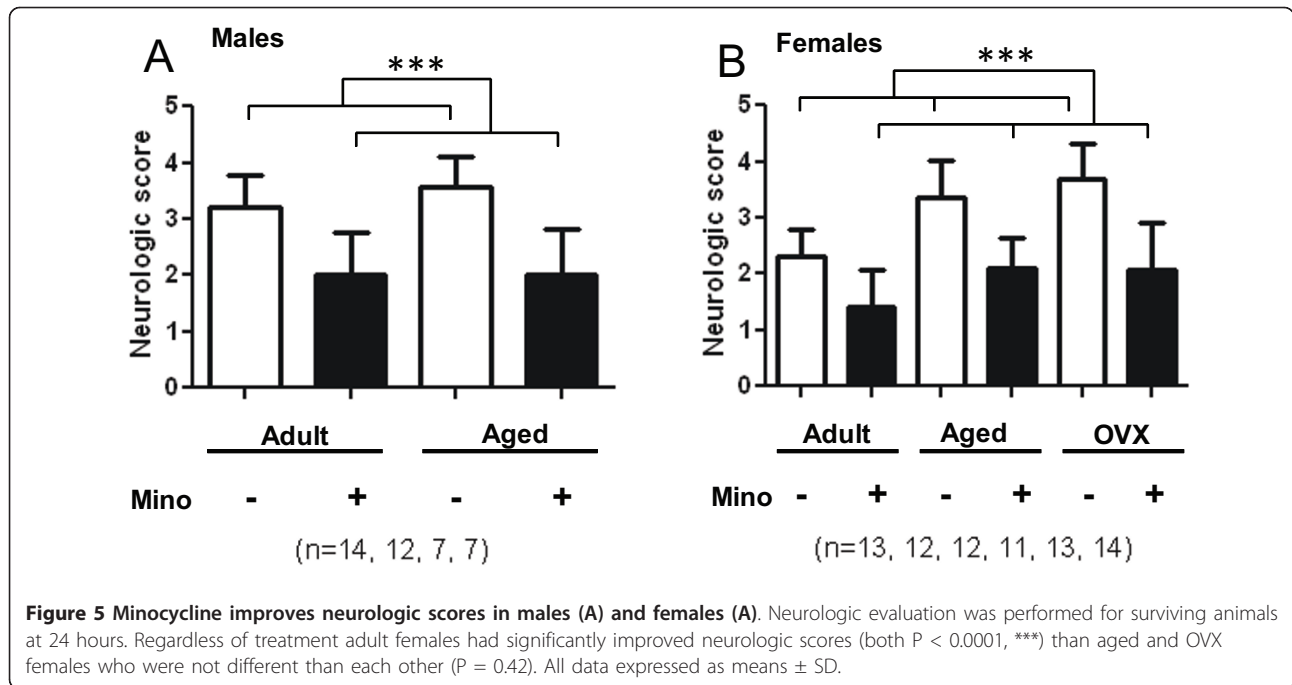 A Males
***
5
4
3
2
1
0
Neurologic score
Adult Aged
Mino - + - +
(n=14, 12, 7, 7)
B Females
***
5
4
3
2
1
0
Neurologic score
Adult Aged OVX
Mino - + - + - +
(n=13, 12, 12, 11, 13, 14)
Figure 5 Minocycline improves neurologic scores in males (A) and females (A). Neurologic evaluation was performed for surviving animals
at 24 hours. Regardless of treatment adult females had significantly improved neurologic scores (both P < 0.0001, ***) than aged and OVX
females who were not different than each other (P = 0.42). All data expressed as means ± SD.